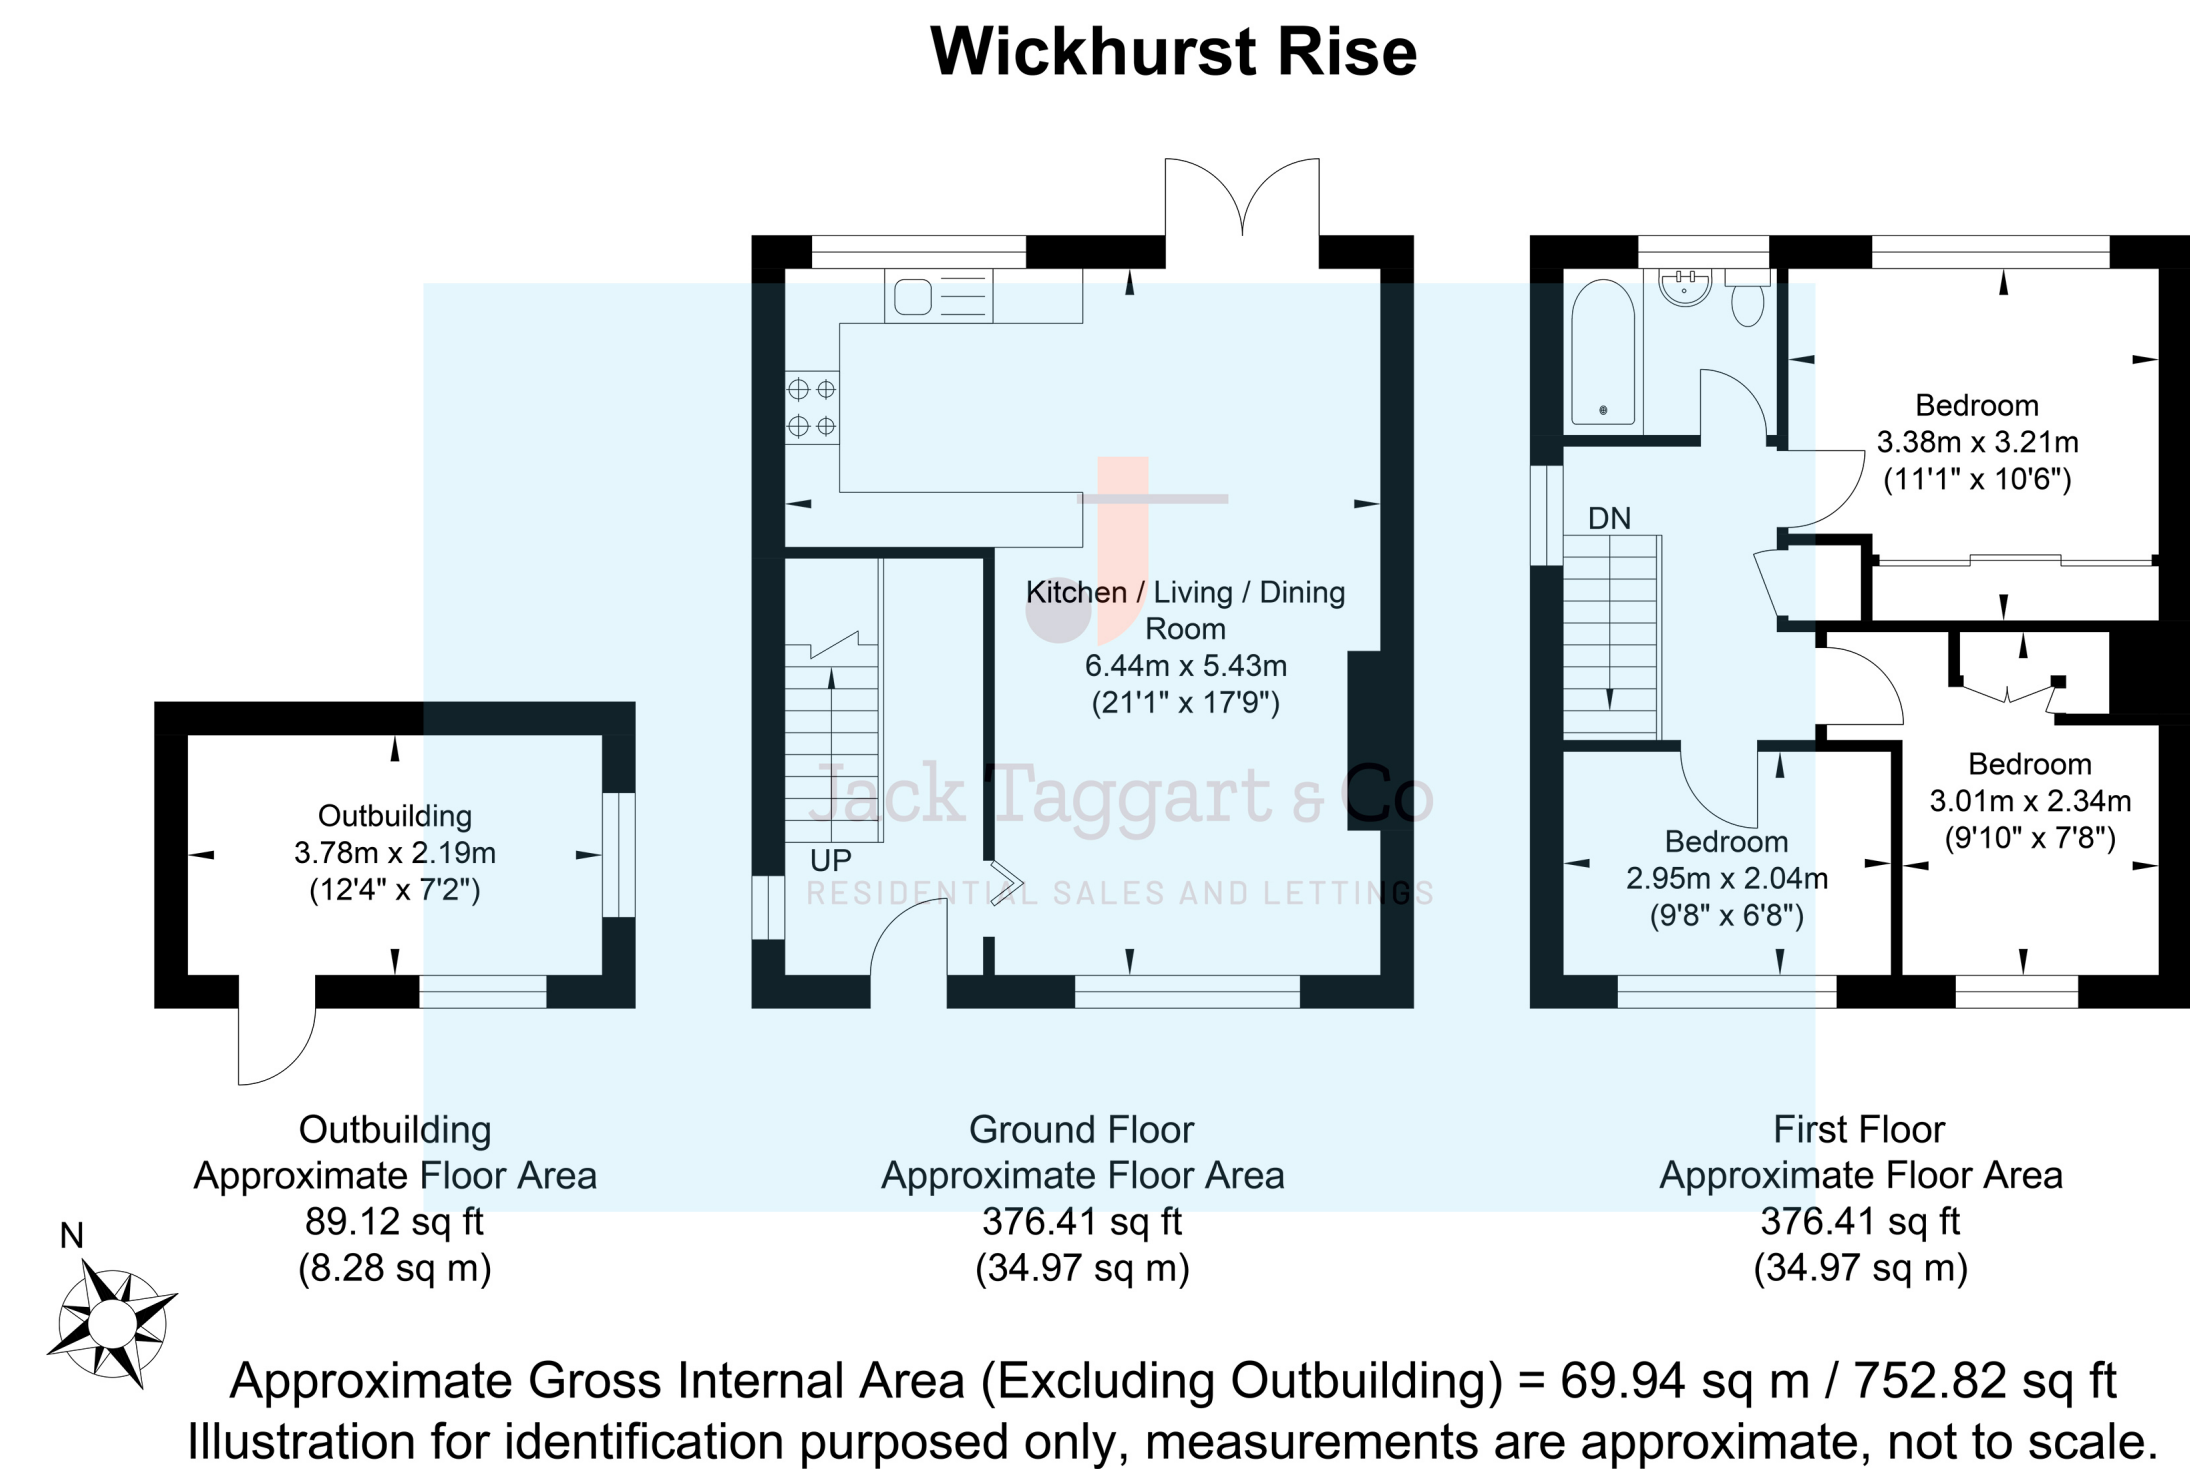 Wickhurst Rise
Bedroom
3.38m x 3.21m
(11'1" x 10'6")
DN
Kitchen / Living / Dining
Room
6.44m x 5.43m
(21'1" x 17'9")
Outbuilding
3.78m x 2.19m
(12'4" x 7'2")
UP
Jack Taggart & Co
RESIDENTIAL SALES AND LETTINGS
Bedroom
3.01m x 2.34m
(9'10" x 7'8")
Bedroom
2.95m x 2.04m
(9'8" x 6'8")
Outbuilding
Approximate Floor Area
89.12 sq ft
(8.28 sq m)
Ground Floor
Approximate Floor Area
376.41 sq ft
(34.97 sq m)
First Floor
Approximate Floor Area
376.41 sq ft
(34.97 sq m)
N
Approximate Gross Internal Area (Excluding Outbuilding) = 69.94 sq m / 752.82 sq ft
Illustration for identification purposed only, measurements are approximate, not to scale.